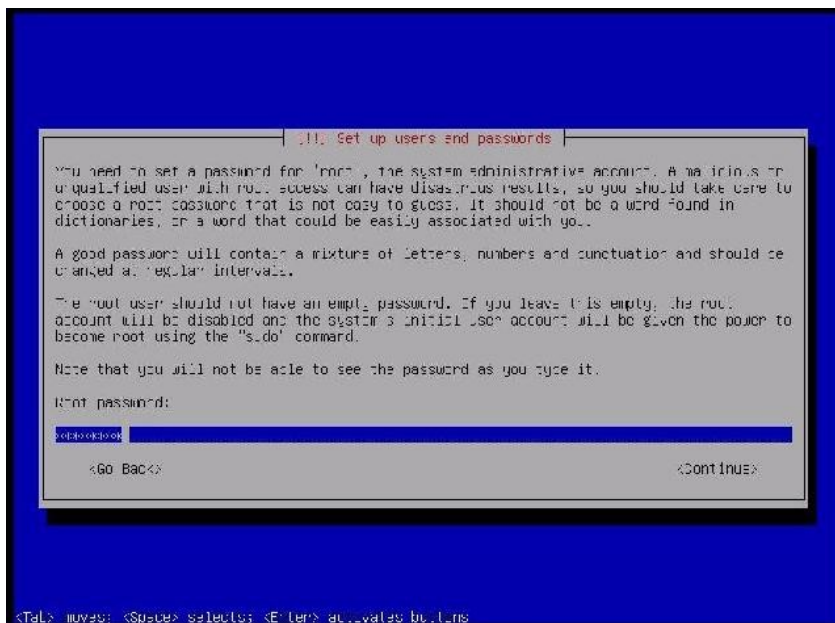 [!!] Set up users and passwords
You need to set a password for 'root', the system administrative account. A malicious or
unqualified user with root access can have disastrous results, so you should take care to
choose a root password that is not easy to guess. It should not be a word found in
dictionaries, or a word that could be easily associated with you.
A good password will contain a mixture of letters, numbers and punctuation and should be
changed at regular intervals.
The root user should not have an empty password. If you leave this empty, the root
account will be disabled and the system's initial user account will be given the power to
become root using the "sudo" command.
Note that you will not be able to see the password as you type it.
Root password:
<Go Back>
<Continue>
<Tab> moves; <Space> selects; <Enter> activates buttons